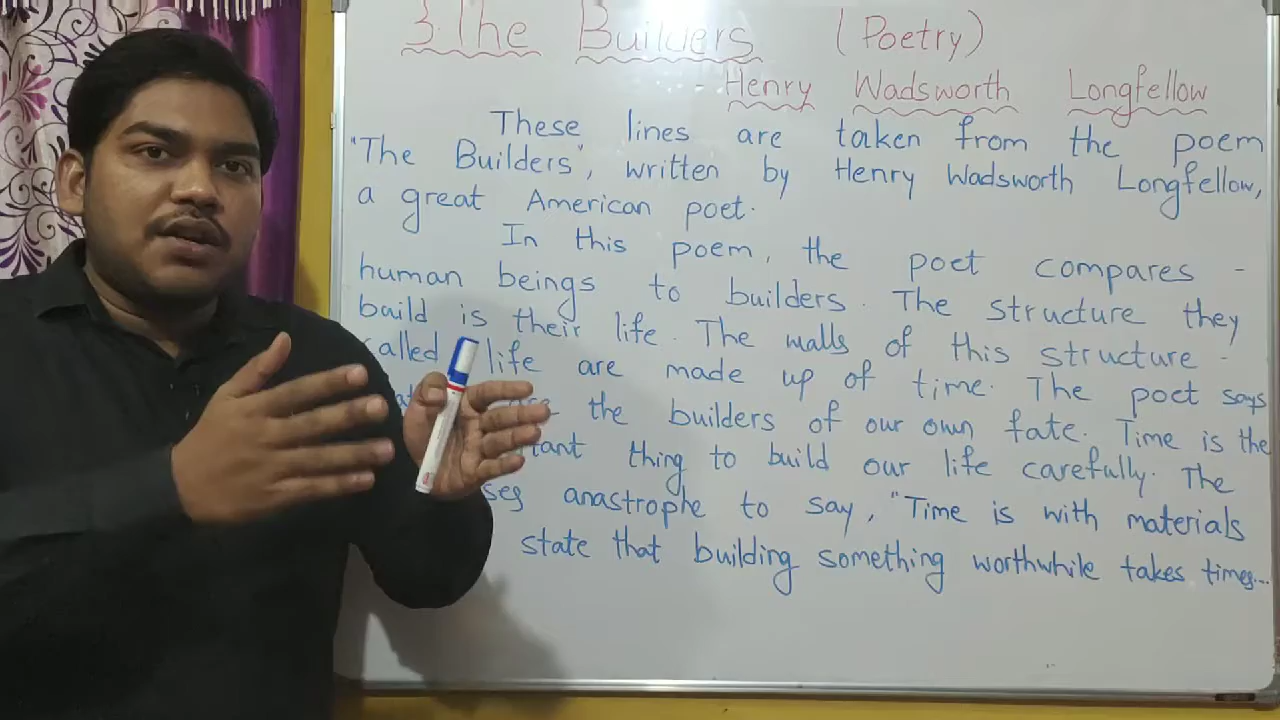 3. The Builders (Poetry)
- Henry Wadsworth Longfellow
These lines are taken from the poem
"The Builders", written by Henry Wadsworth Longfellow,
a great American poet.
In this poem, the poet compares -
human beings to builders. The structure they
build is their life. The walls of this structure -
called life are made up of time. The poet says
the builders of our own fate. Time is the
thing to build our life carefully. The
anastrophe to say, "Time is with materials
state that building something worthwhile takes times...